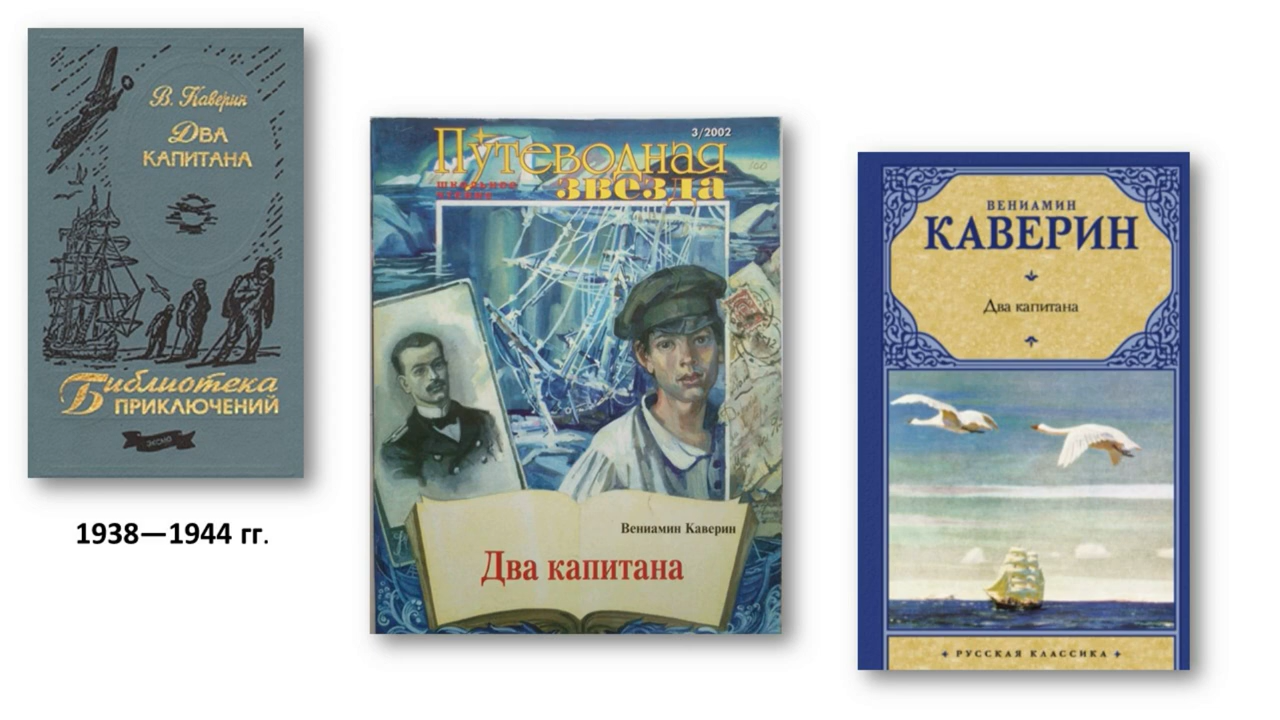 В. Каверин
Два
КАПИТАНА
Библиотека
ПРИКЛЮЧЕНИЙ
ЭКСМО
1938—1944 гг.
3/2002
Путеводная
звезда
160
Вениамин Каверин
Два капитана
ВЕНИАМИН
КАВЕРИН
Два капитана
РУССКАЯ КЛАССИКА